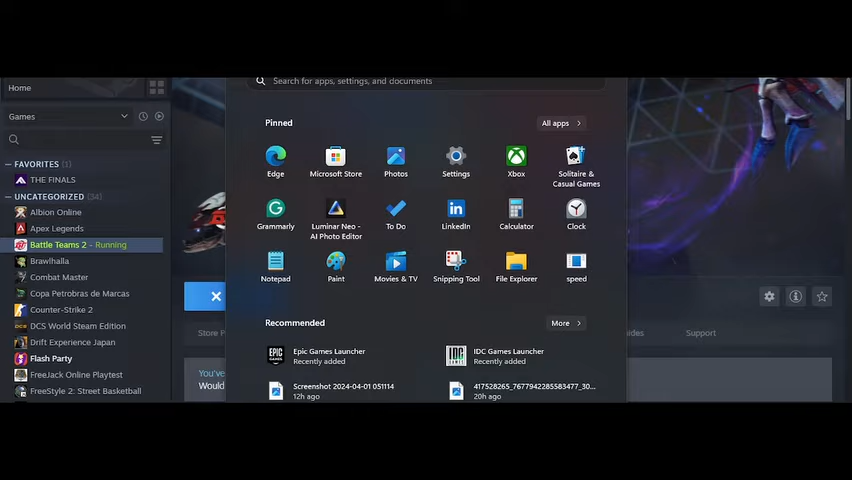 Home
Games
FAVORITES (1)
THE FINALS
UNCATEGORIZED (34)
Albion Online
Apex Legends
Battle Teams 2 - Running
Brawlhalla
Combat Master
Copa Petrobras de Marcas
Counter-Strike 2
DCS World Steam Edition
Drift Experience Japan
Flash Party
FreeJack Online Playtest
FreeStyle 2: Street Basketball
Search for apps, settings, and documents
Pinned
All apps
Edge
Microsoft Store
Photos
Settings
Xbox
Solitaire &
Casual Games
Grammarly
Luminar Neo -
AI Photo Editor
To Do
LinkedIn
Calculator
Clock
Notepad
Paint
Movies & TV
Snipping Tool
File Explorer
speed
Recommended
More
EPIC
GAMES
Epic Games Launcher
Recently added
IDC
IDC Games Launcher
Recently added
Screenshot 2024-04-01 051114
12h ago
417528265_7677942285583477_30...
20h ago
Store P
ides
Support
You've
Would